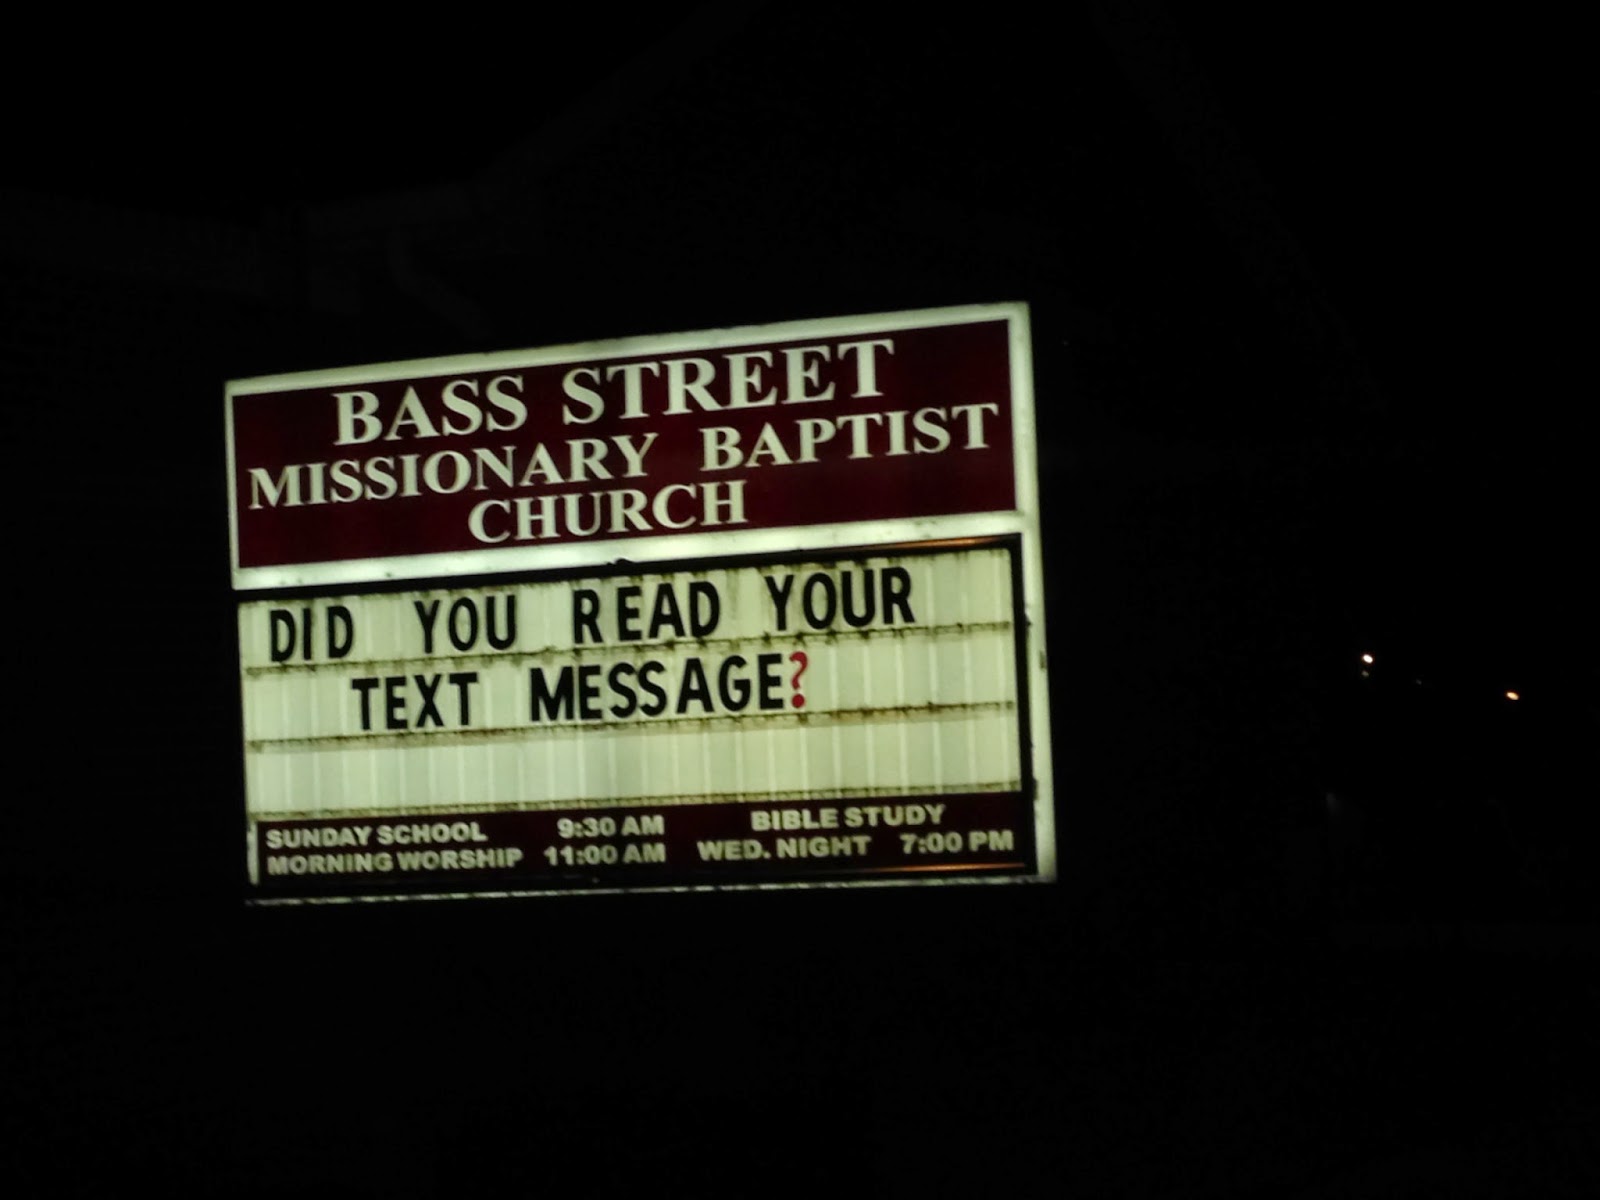 BASS STREET
MISSIONARY BAPTIST
CHURCH
DID YOU READ YOUR
TEXT MESSAGE?
SUNDAY SCHOOL 9:30 AM
MORNING WORSHIP 11:00 AM
BIBLE STUDY
WED. NIGHT 7:00 PM